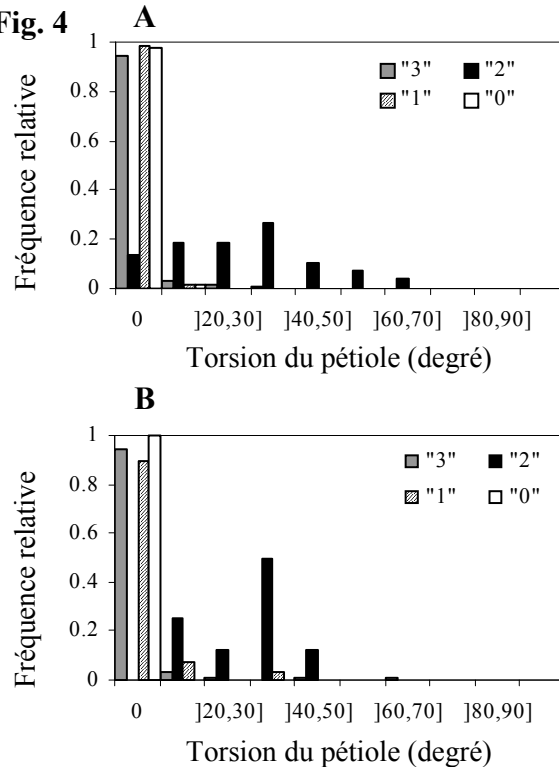 Fig. 4
A
Fréquence relative
1
0.8
0.6
0.4
0.2
0
"3" "2"
"1" "0"
0 ]20,30] ]40,50] ]60,70] ]80,90]
Torsion du pétiole (degré)
B
Fréquence relative
1
0.8
0.6
0.4
0.2
0
"3" "2"
"1" "0"
0 ]20,30] ]40,50] ]60,70] ]80,90]
Torsion du pétiole (degré)